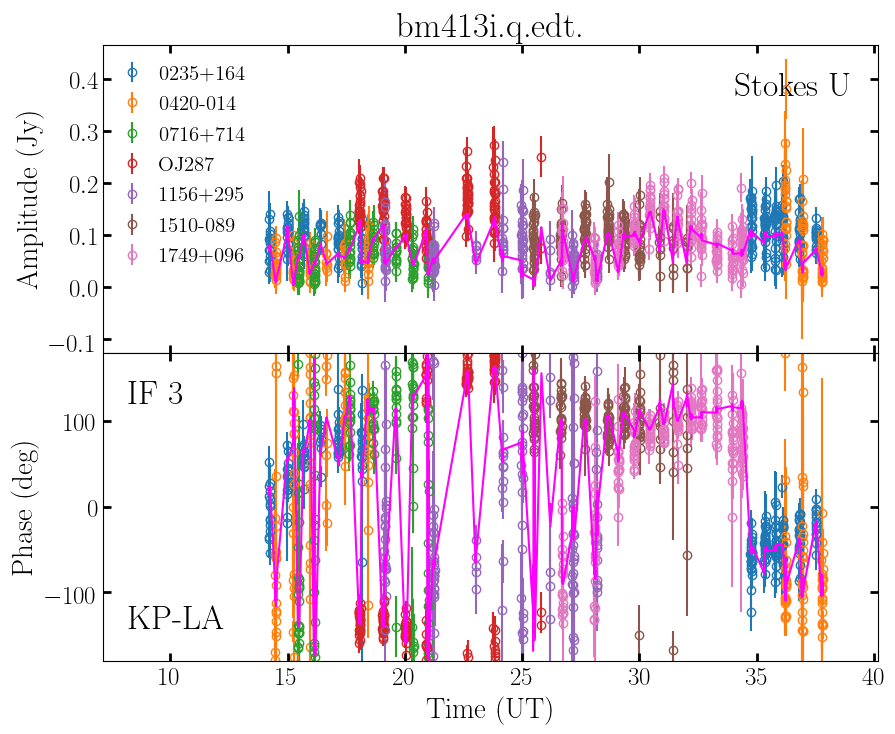 bm413i.q.edt.
Stokes U
0235+164
0420-014
0716+714
OJ287
1156+295
1510-089
1749+096
Amplitude (Jy)
0.4
0.3
0.2
0.1
0.0
−0.1
IF 3
KP-LA
Phase (deg)
100
0
−100
10
15
20
25
30
35
40
Time (UT)